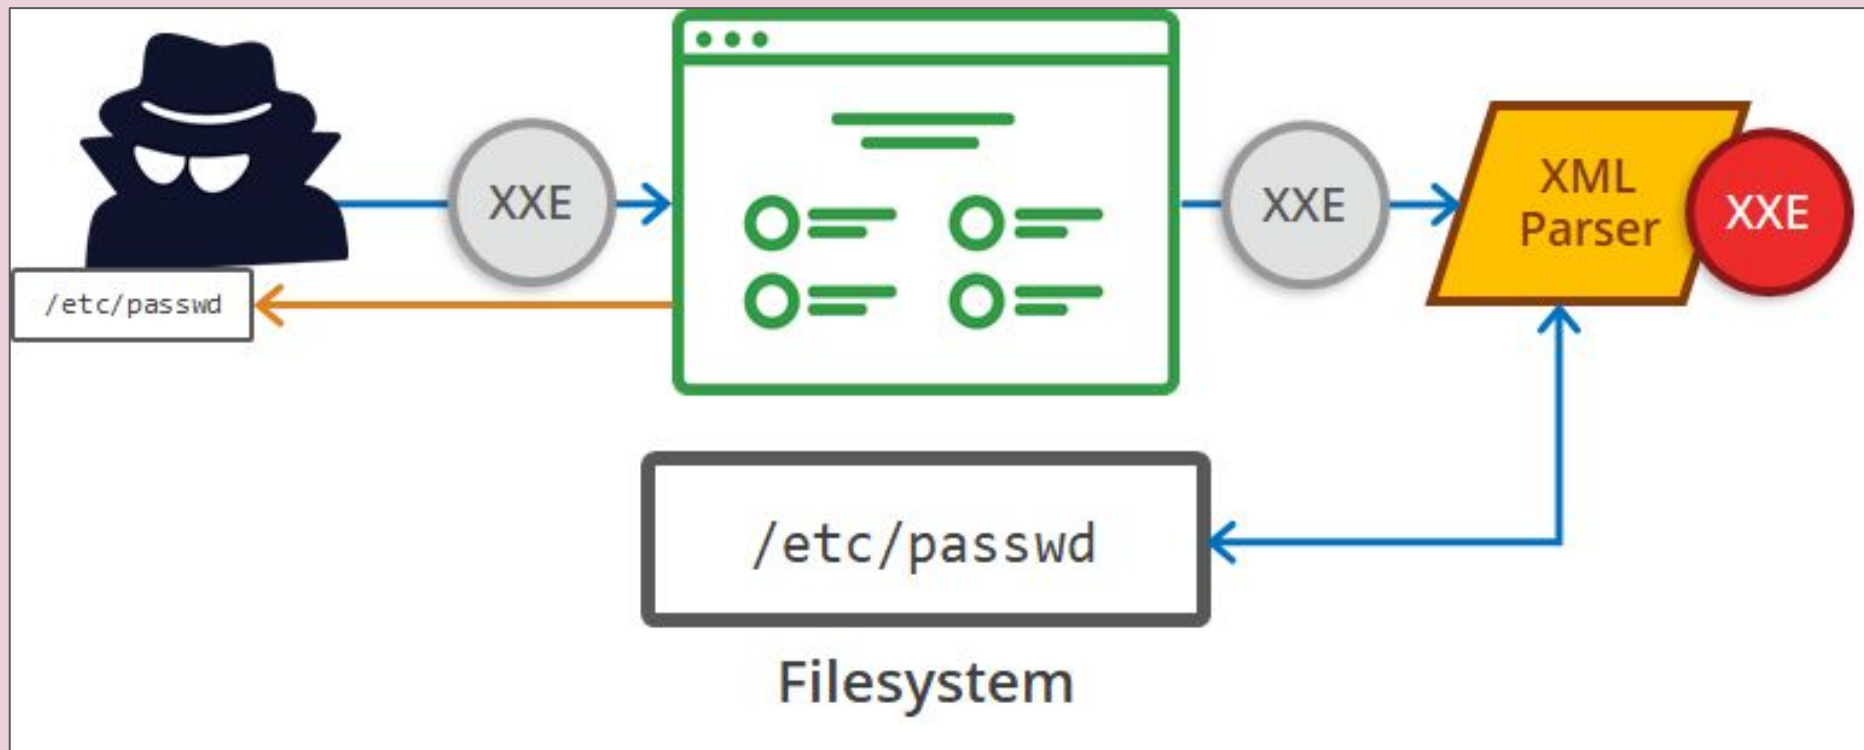 XXE
XXE
XML
Parser
XXE
/etc/passwd
/etc/passwd
Filesystem